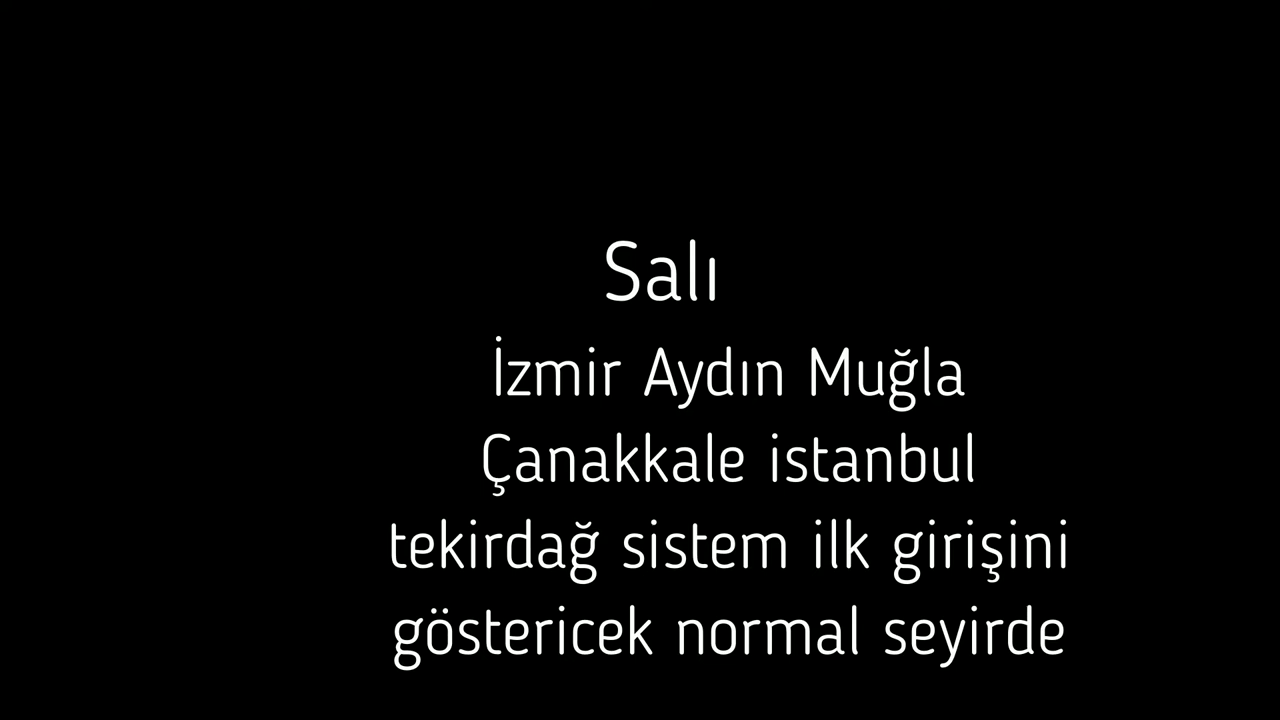 Salı
İzmir Aydın Muğla
Çanakkale istanbul
tekirdağ sistem ilk girişini
göstericek normal seyirde